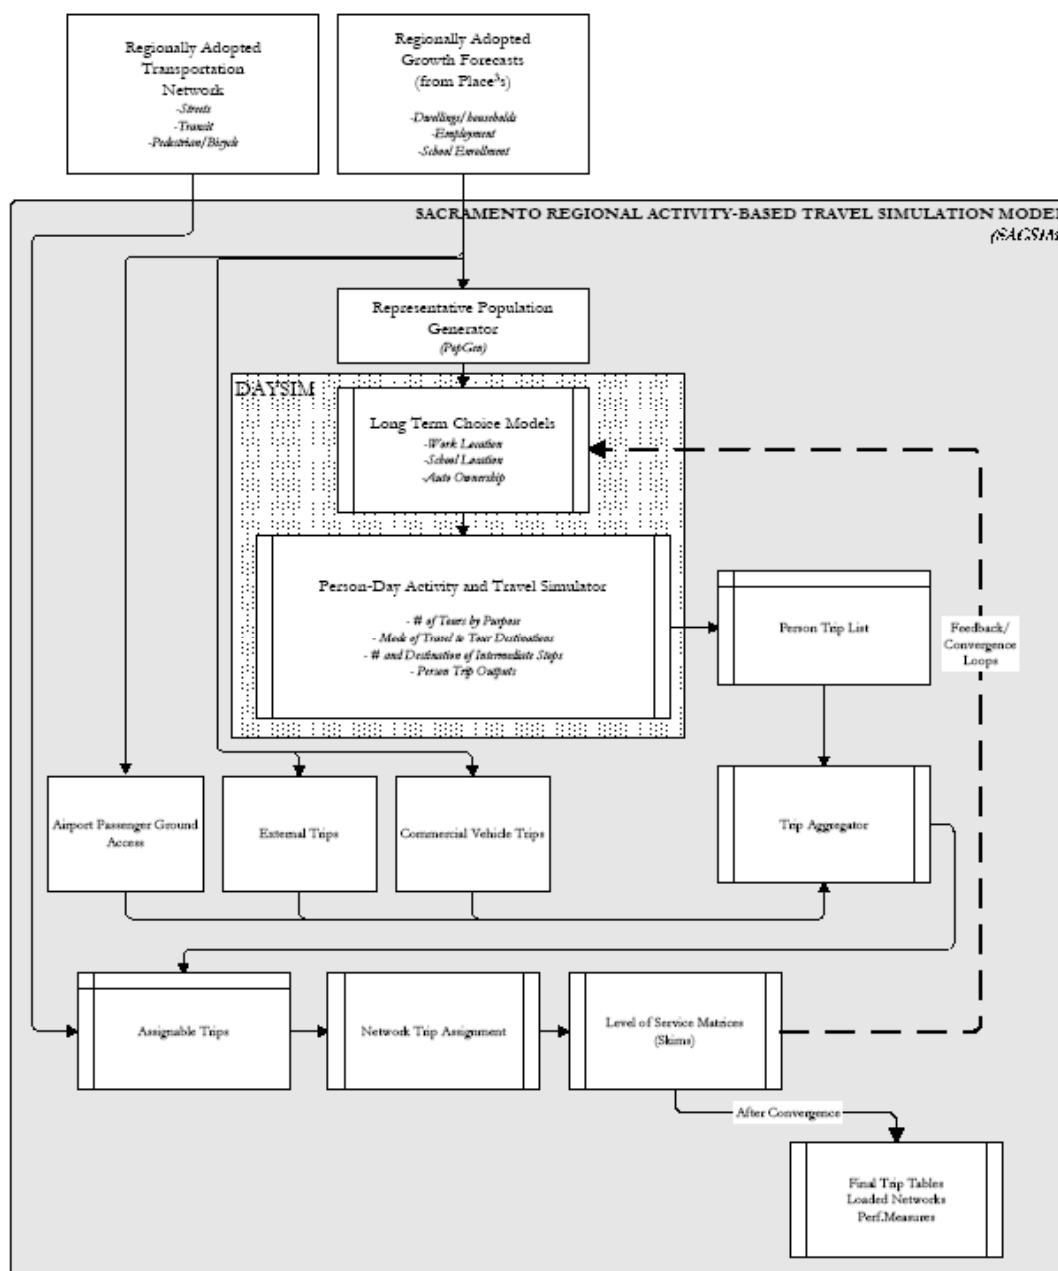 Regionally Adopted
Transportation
Network
-Streets
-Transit
-Pedestrian/Bicycle
Regionally Adopted
Growth Forecasts
(from Place³s)
-Dwellings/households
-Employment
-School Enrollment
SACRAMENTO REGIONAL ACTIVITY-BASED TRAVEL SIMULATION MODEL
(SACSIM
Representative Population
Generator
(PopGen)
DAYSIM
Long Term Choice Models
-Work Location
-School Location
-Auto Ownership
Person-Day Activity and Travel Simulator
- # of Tours by Purpose
- Mode of Travel to Tour Destinations
- # and Destination of Intermediate Stops
- Person Trip Outputs
Person Trip List
Feedback/
Convergence
Loops
Airport Passenger Ground
Access
External Trips
Commercial Vehicle Trips
Trip Aggregator
Assignable Trips
Network Trip Assignment
Level of Service Matrices
(Skims)
After Convergence
Final Trip Tables
Loaded Networks
Perf.Measures